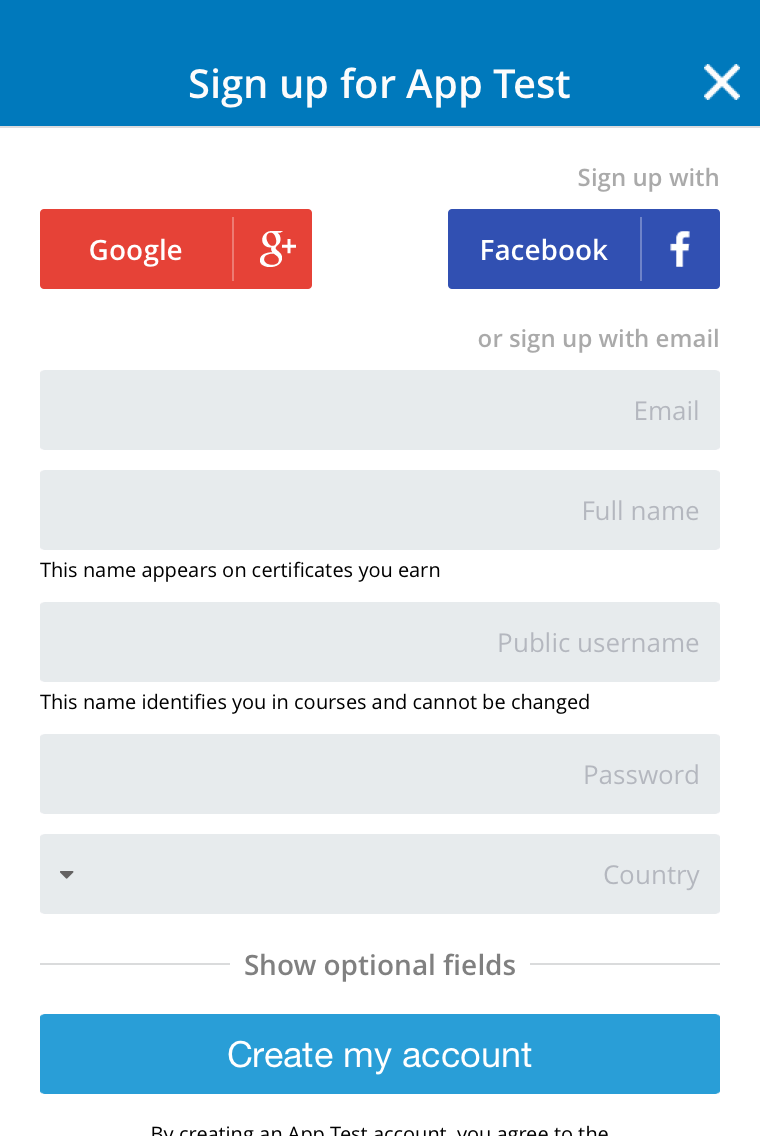 Sign up for App Test
Sign up with
Google g+
Facebook f
or sign up with email
Email
Full name
This name appears on certificates you earn
Public username
This name identifies you in courses and cannot be changed
Password
Country
Show optional fields
Create my account
By creating an App Test account, you agree to the